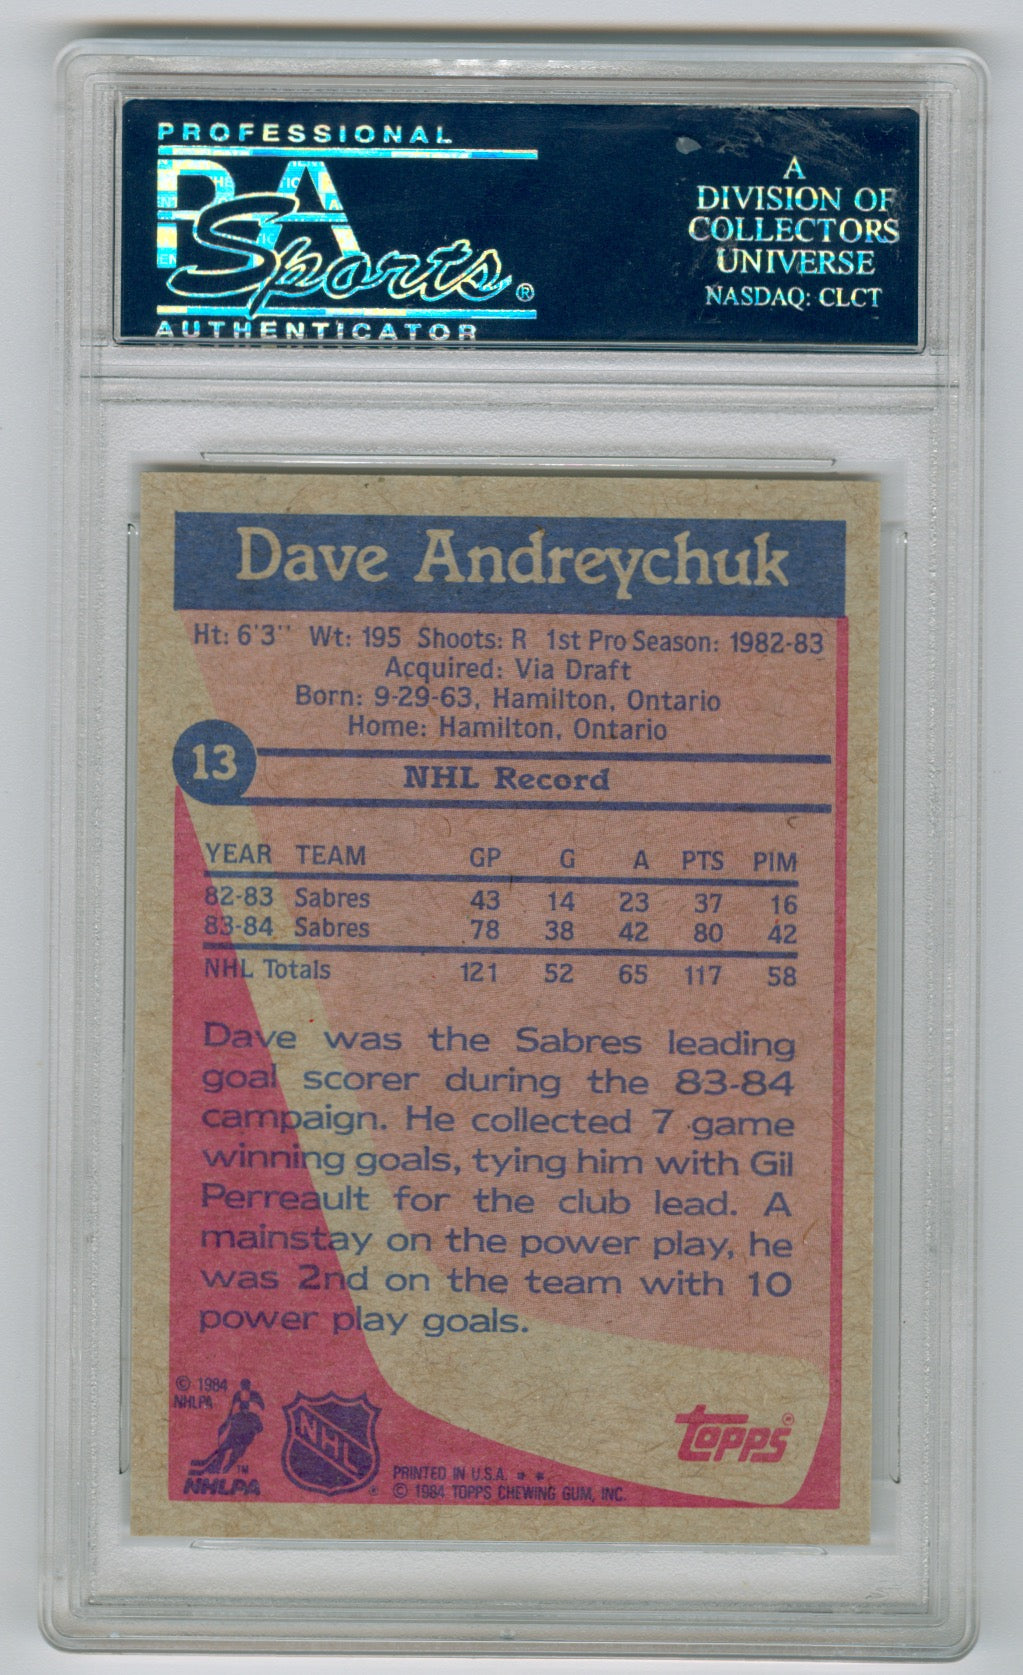 PROFESSIONAL
PSA
Sports®
AUTHENTICATOR
A
DIVISION OF
COLLECTORS
UNIVERSE
NASDAQ: CLCT
Dave Andreychuk
Ht: 6'3'' Wt: 195 Shoots: R 1st Pro Season: 1982-83
Acquired: Via Draft
Born: 9-29-63, Hamilton, Ontario
Home: Hamilton, Ontario
13
NHL Record
YEAR TEAM GP G A PTS PIM
82-83 Sabres 43 14 23 37 16
83-84 Sabres 78 38 42 80 42
NHL Totals 121 52 65 117 58
Dave was the Sabres leading
goal scorer during the 83-84
campaign. He collected 7 game
winning goals, tying him with Gil
Perreault for the club lead. A
mainstay on the power play, he
was 2nd on the team with 10
power play goals.
© 1984
NHLPA
TM
NHLPA
NHL®
PRINTED IN U.S.A. * *
© 1984 TOPPS CHEWING GUM, INC.
topps®